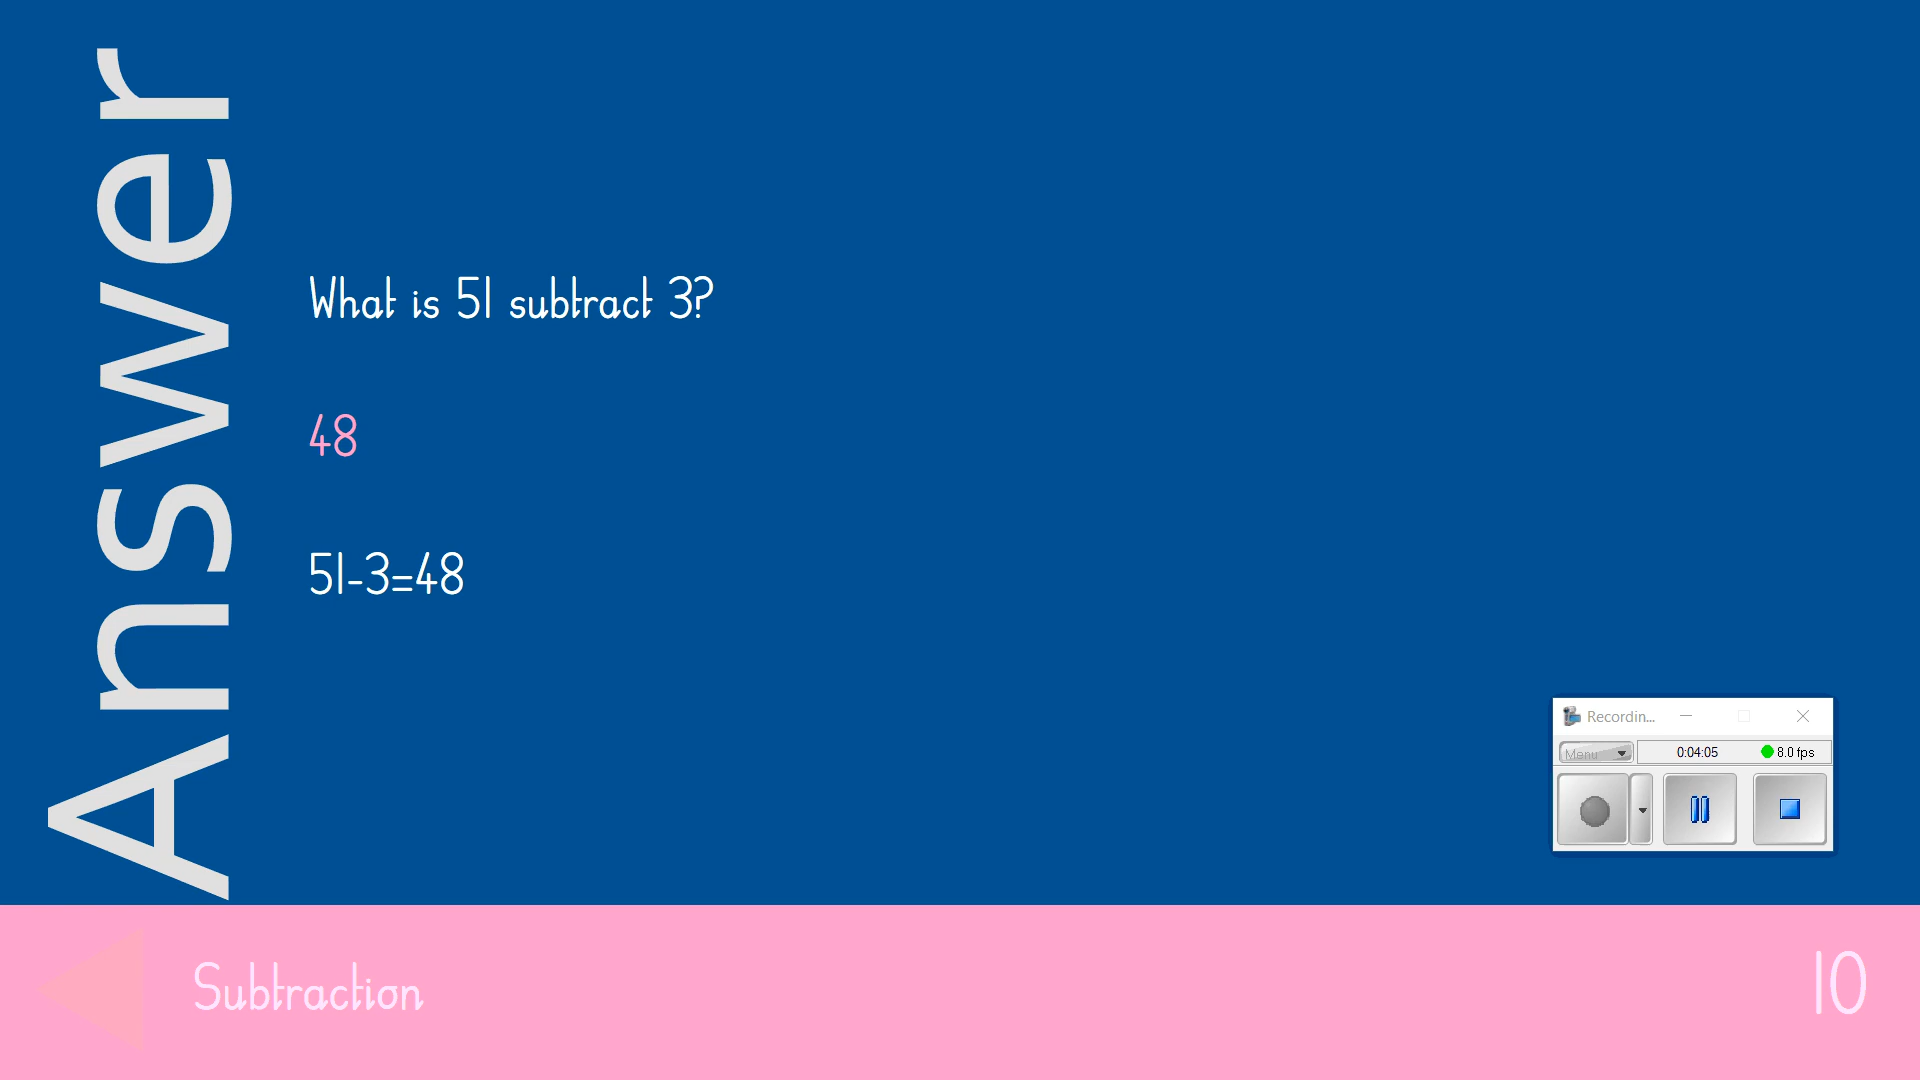 Answer
What is 51 subtract 3?
48
51-3=48
Recordin...
Menu
0:04:05
8.0 fps
Subtraction
10